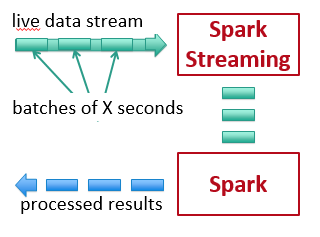 live data stream
Spark
Streaming
batches of X seconds
Spark
processed results